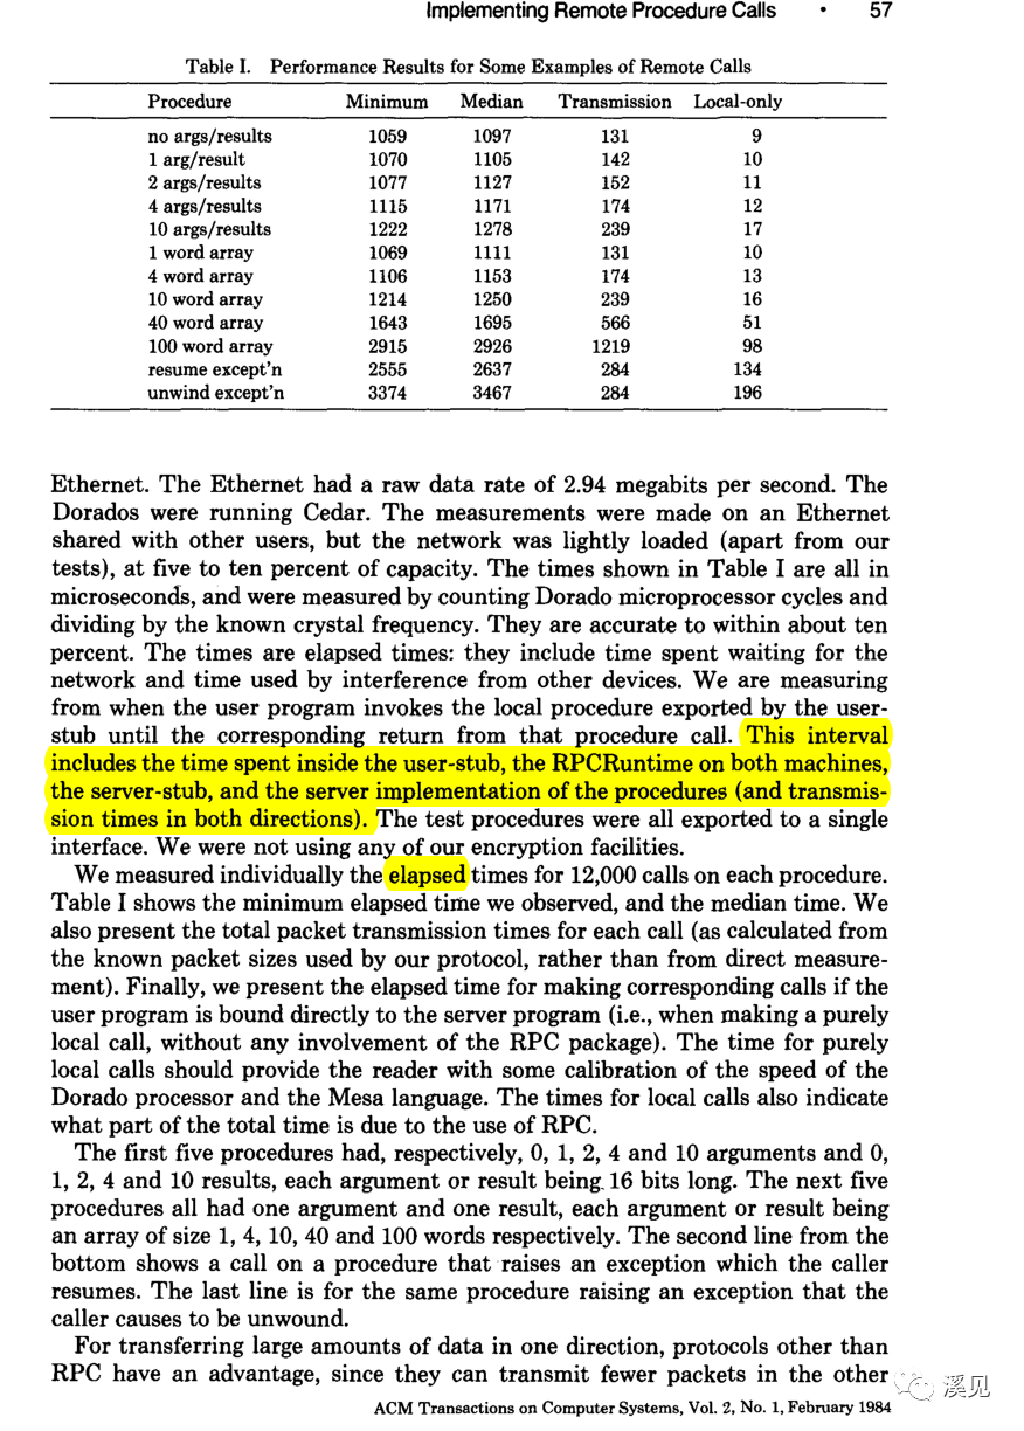 Implementing Remote Procedure Calls • 57
Table I. Performance Results for Some Examples of Remote Calls
Procedure Minimum Median Transmission Local-only
no args/results 1059 1097 131 9
1 arg/result 1070 1105 142 10
2 args/results 1077 1127 152 11
4 args/results 1115 1171 174 12
10 args/results 1222 1278 239 17
1 word array 1069 1111 131 10
4 word array 1106 1153 174 13
10 word array 1214 1250 239 16
40 word array 1643 1695 566 51
100 word array 2915 2926 1219 98
resume except'n 2555 2637 284 134
unwind except'n 3374 3467 284 196
Ethernet. The Ethernet had a raw data rate of 2.94 megabits per second. The
Dorados were running Cedar. The measurements were made on an Ethernet
shared with other users, but the network was lightly loaded (apart from our
tests), at five to ten percent of capacity. The times shown in Table I are all in
microseconds, and were measured by counting Dorado microprocessor cycles and
dividing by the known crystal frequency. They are accurate to within about ten
percent. The times are elapsed times: they include time spent waiting for the
network and time used by interference from other devices. We are measuring
from when the user program invokes the local procedure exported by the user-
stub until the corresponding return from that procedure call. This interval
includes the time spent inside the user-stub, the RPCRuntime on both machines,
the server-stub, and the server implementation of the procedures (and transmis-
sion times in both directions). The test procedures were all exported to a single
interface. We were not using any of our encryption facilities.
We measured individually the elapsed times for 12,000 calls on each procedure.
Table I shows the minimum elapsed time we observed, and the median time. We
also present the total packet transmission times for each call (as calculated from
the known packet sizes used by our protocol, rather than from direct measure-
ment). Finally, we present the elapsed time for making corresponding calls if the
user program is bound directly to the server program (i.e., when making a purely
local call, without any involvement of the RPC package). The time for purely
local calls should provide the reader with some calibration of the speed of the
Dorado processor and the Mesa language. The times for local calls also indicate
what part of the total time is due to the use of RPC.
The first five procedures had, respectively, 0, 1, 2, 4 and 10 arguments and 0,
1, 2, 4 and 10 results, each argument or result being 16 bits long. The next five
procedures all had one argument and one result, each argument or result being
an array of size 1, 4, 10, 40 and 100 words respectively. The second line from the
bottom shows a call on a procedure that raises an exception which the caller
resumes. The last line is for the same procedure raising an exception that the
caller causes to be unwound.
For transferring large amounts of data in one direction, protocols other than
RPC have an advantage, since they can transmit fewer packets in the other
溪见
ACM Transactions on Computer Systems, Vol. 2, No. 1, February 1984